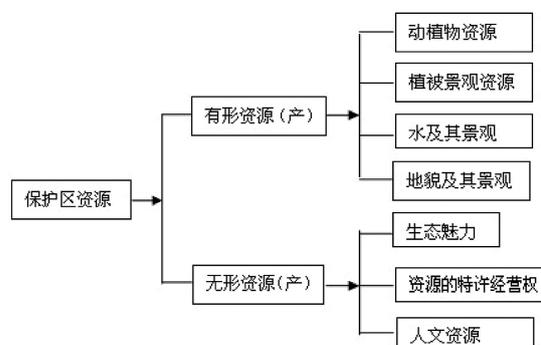 动植物资源
植被景观资源
有形资源(产)
水及其景观
地貌及其景观
保护区资源
生态魅力
无形资源(产)
资源的特许经营权
人文资源